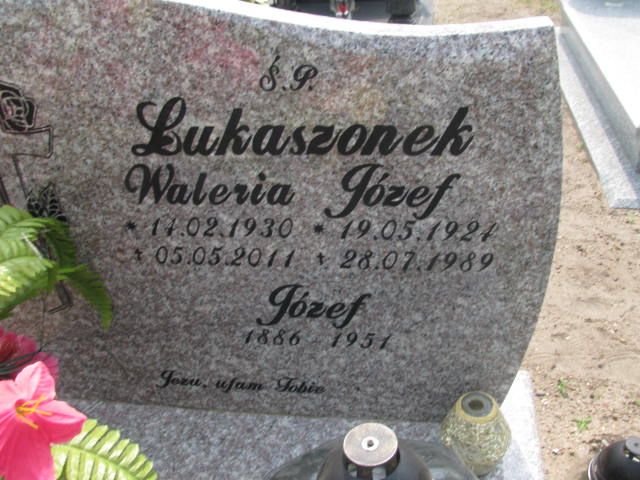 Ś.P.
Łukaszonek
Waleria Józef
* 14.02.1930 * 19.05.1924
+ 05.05.2011 + 28.07.1989
Józef
1886 - 1951
Jezu, ufam Tobie